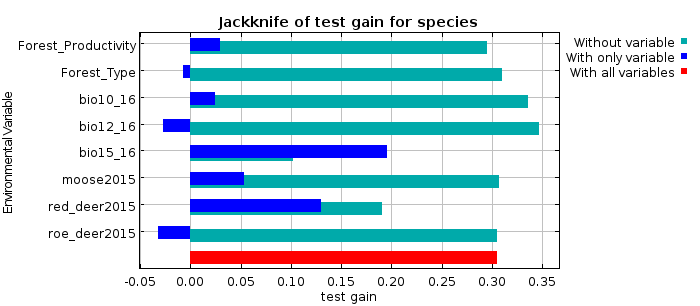 Jackknife of test gain for species
Environmental Variable
Forest_Productivity
Forest_Type
bio10_16
bio12_16
bio15_16
moose2015
red_deer2015
roe_deer2015
-0.05 0.00 0.05 0.10 0.15 0.20 0.25 0.30 0.35
test gain
Without variable
With only variable
With all variables